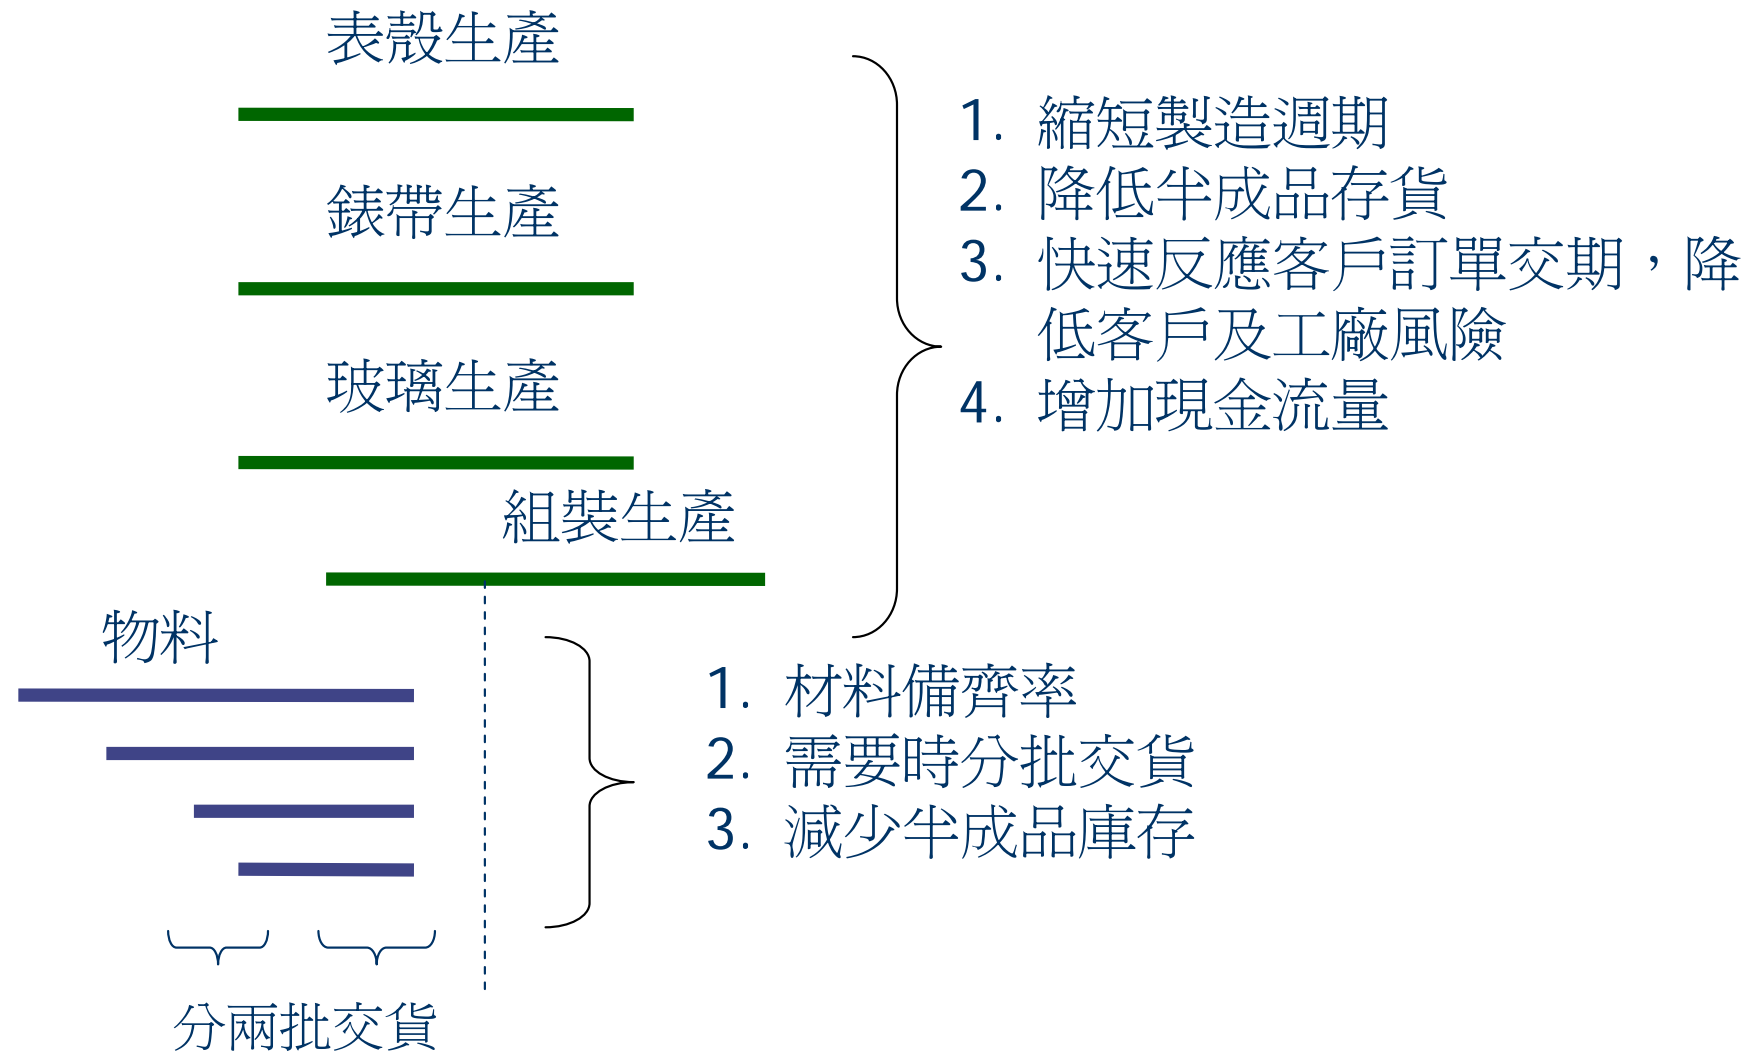 表殼生產
錶帶生產
玻璃生產
組裝生產
1. 縮短製造週期
2. 降低半成品存貨
3. 快速反應客戶訂單交期，降
低客戶及工廠風險
4. 增加現金流量
物料
1. 材料備齊率
2. 需要時分批交貨
3. 減少半成品庫存
分兩批交貨